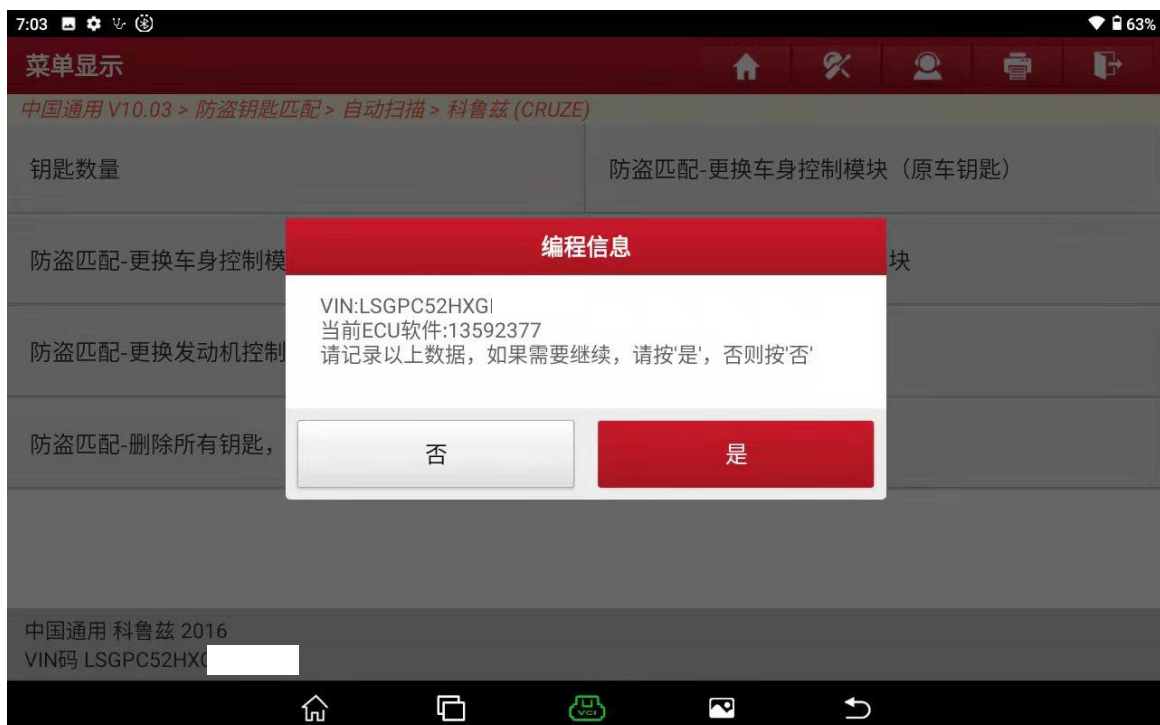 7:03
63%
菜单显示
中国通用 V10.03 > 防盗钥匙匹配 > 自动扫描 > 科鲁兹 (CRUZE)
钥匙数量
防盗匹配-更换车身控制模块（原车钥匙）
防盗匹配-更换车身控制模
块
防盗匹配-更换发动机控制
防盗匹配-删除所有钥匙，
编程信息
VIN:LSGPC52HXG
当前ECU软件:13592377
请记录以上数据，如果需要继续，请按'是'，否则按'否'
否
是
中国通用 科鲁兹 2016
VIN码 LSGPC52HX
VCI